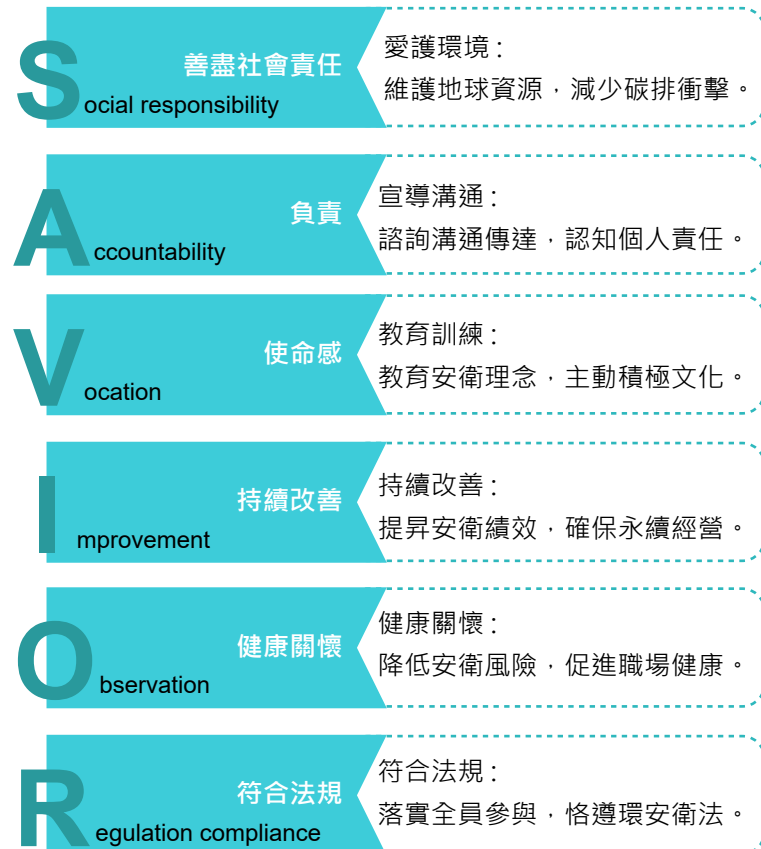 善盡社會責任
Social responsibility
愛護環境：
維護地球資源，減少碳排衝擊。
負責
Accountability
宣導溝通：
諮詢溝通傳達，認知個人責任。
使命感
Vocation
教育訓練：
教育安衛理念，主動積極文化。
持續改善
Improvement
持續改善：
提昇安衛績效，確保永續經營。
健康關懷
Observation
健康關懷：
降低安衛風險，促進職場健康。
符合法規
Regulation compliance
符合法規：
落實全員參與，恪遵環安衛法。